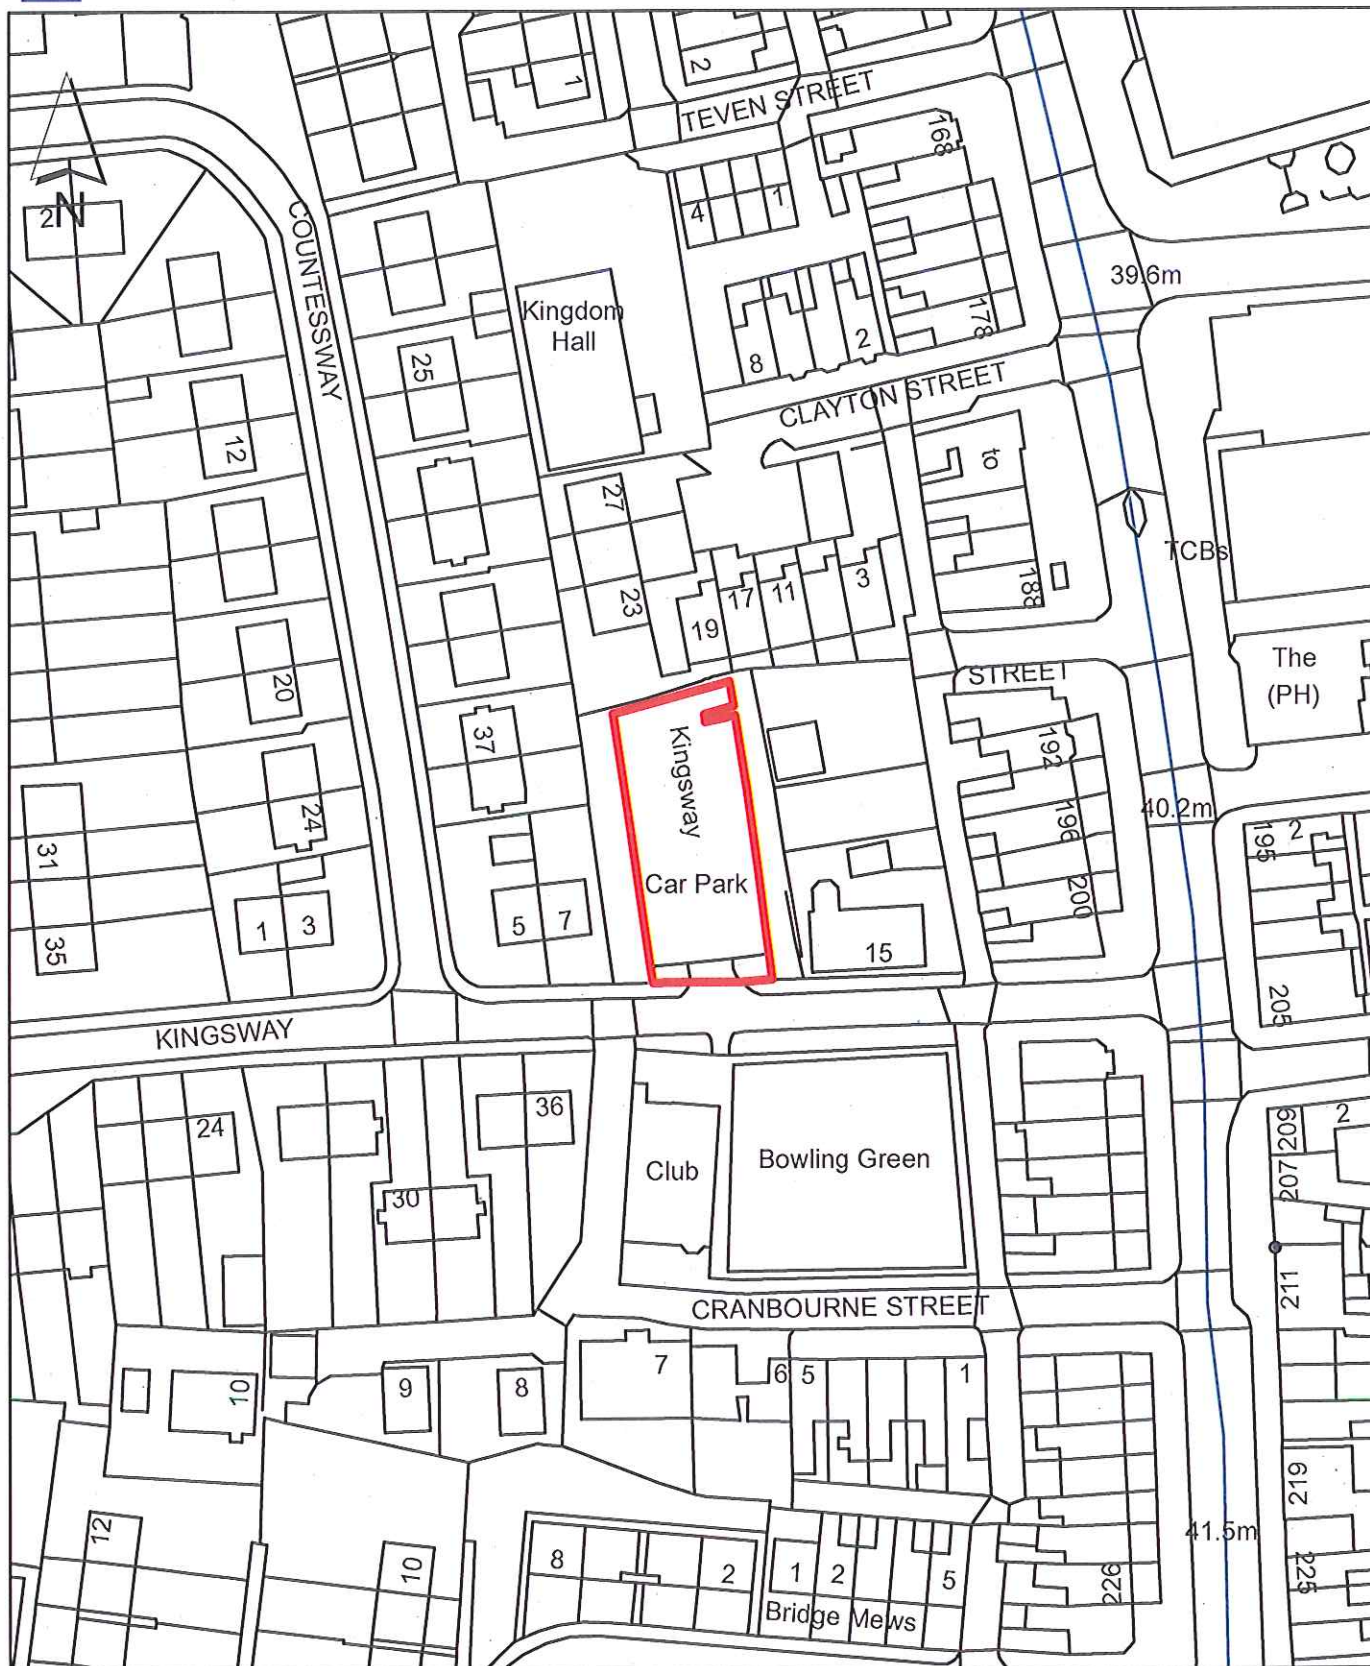 2
1
TEVEN STREET
168
N
2
4
1
COUNTESSWAY
39.6m
Kingdom
Hall
178
2
8
25
CLAYTON STREET
12
to
27
TCBs
23
17
11
3
188
19
The
(PH)
STREET
20
37
Kingsway
192
24
196
40.2m
195
2
31
Car Park
200
1
3
5
7
15
35
205
KINGSWAY
24
36
209
2
Club
Bowling Green
207
30
211
CRANBOURNE STREET
10
9
8
7
6
5
1
219
12
10
8
2
1
2
5
41.5m
226
225
Bridge Mews